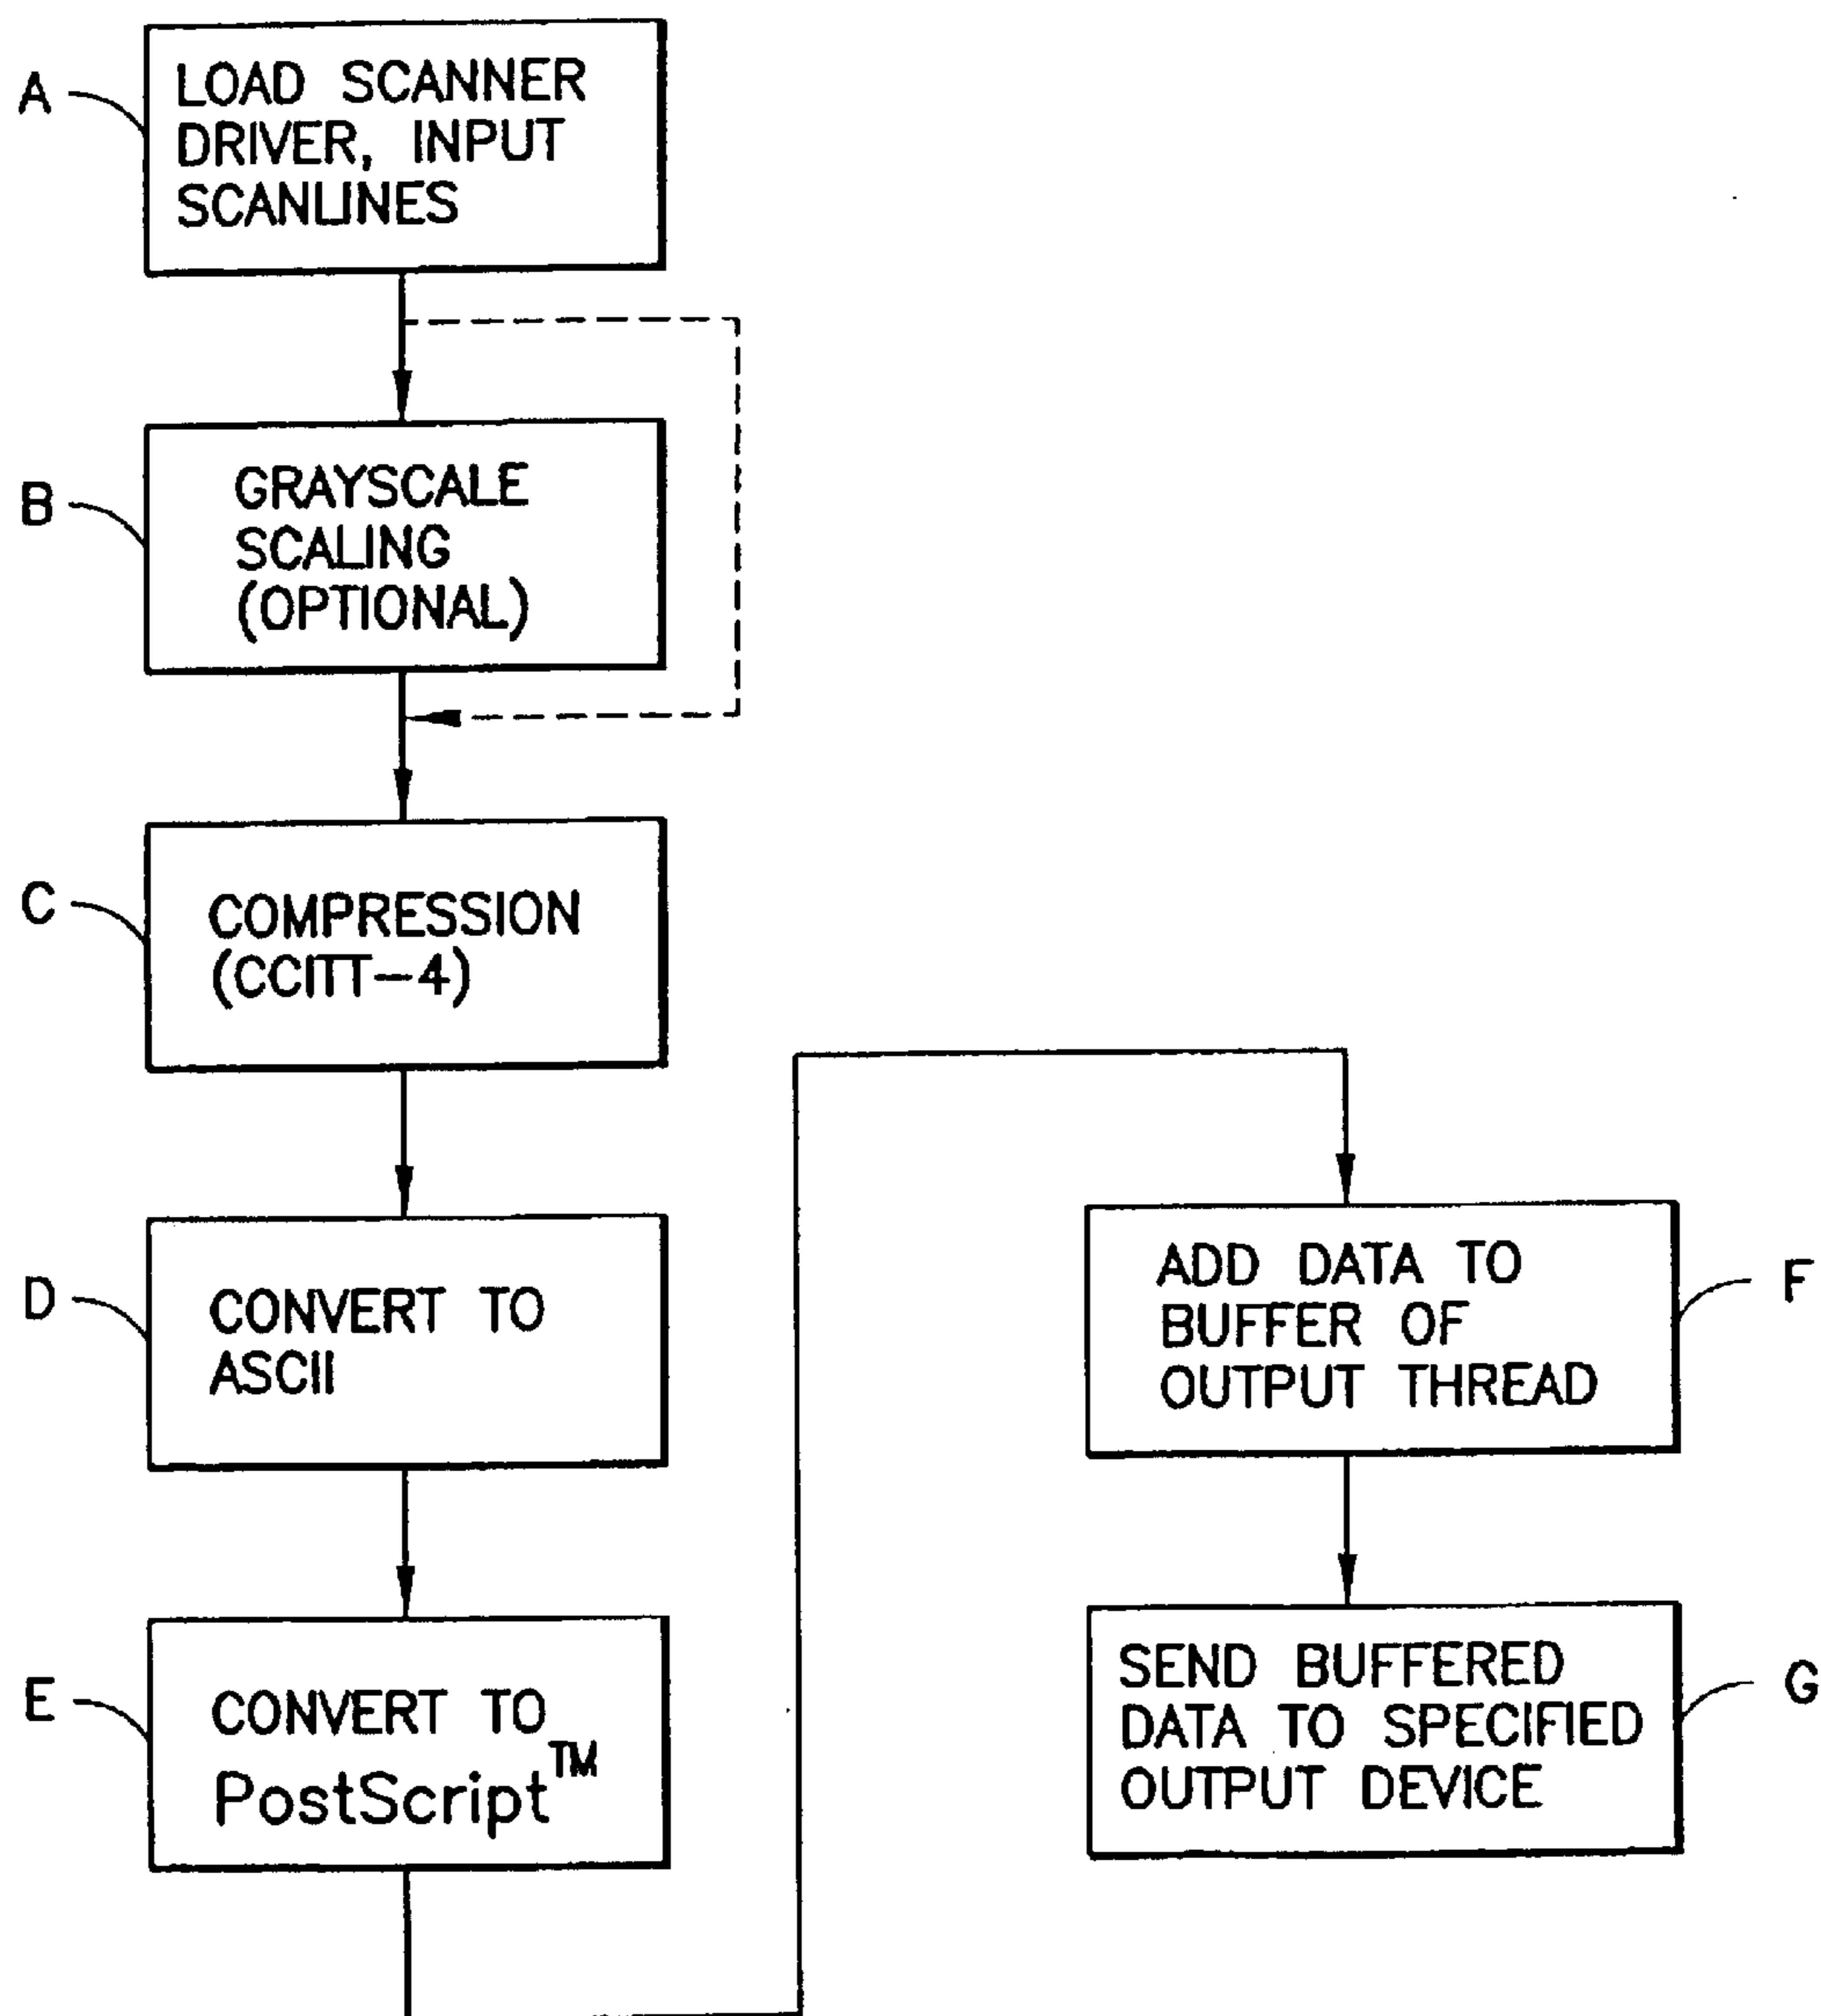 A
LOAD SCANNER
DRIVER, INPUT
SCANLINES
B
GRAYSCALE
SCALING
(OPTIONAL)
C
COMPRESSION
(CCITT-4)
D
CONVERT TO
ASCII
E
CONVERT TO
PostScript™
ADD DATA TO
BUFFER OF
OUTPUT THREAD
F
SEND BUFFERED
DATA TO SPECIFIED
OUTPUT DEVICE
G